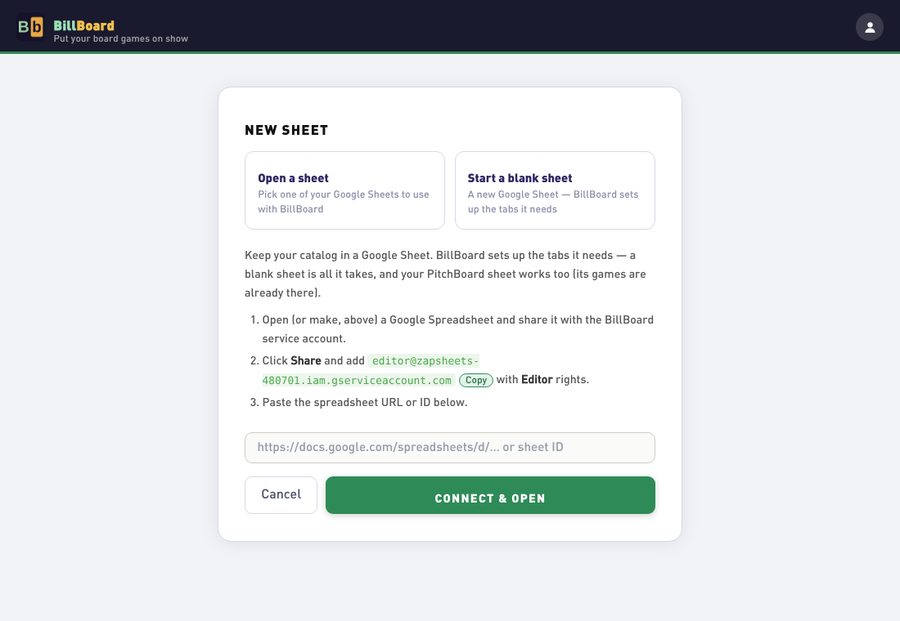 Bb BillBoard
Put your board games on show
NEW SHEET
Open a sheet
Pick one of your Google Sheets to use
with BillBoard
Start a blank sheet
A new Google Sheet — BillBoard sets
up the tabs it needs
Keep your catalog in a Google Sheet. BillBoard sets up the tabs it needs — a
blank sheet is all it takes, and your PitchBoard sheet works too (its games are
already there).
1. Open (or make, above) a Google Spreadsheet and share it with the BillBoard
service account.
2. Click Share and add editor@zapsheets-
480701.iam.gserviceaccount.com Copy with Editor rights.
3. Paste the spreadsheet URL or ID below.
https://docs.google.com/spreadsheets/d/... or sheet ID
Cancel
CONNECT & OPEN